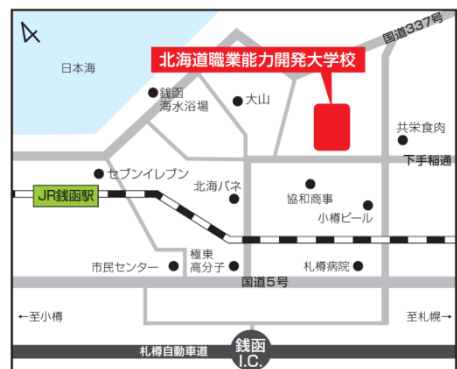 国道337号
日本海
北海道職業能力開発大学校
銭函
海水浴場
大山
共栄食肉
下手稲通
セブンイレブン
JR銭函駅
北海バネ
協和商事
小樽ビール
市民センター
極東
高分子
札樽病院
国道5号
←至小樽
至札幌→
札樽自動車道
銭函
I.C.